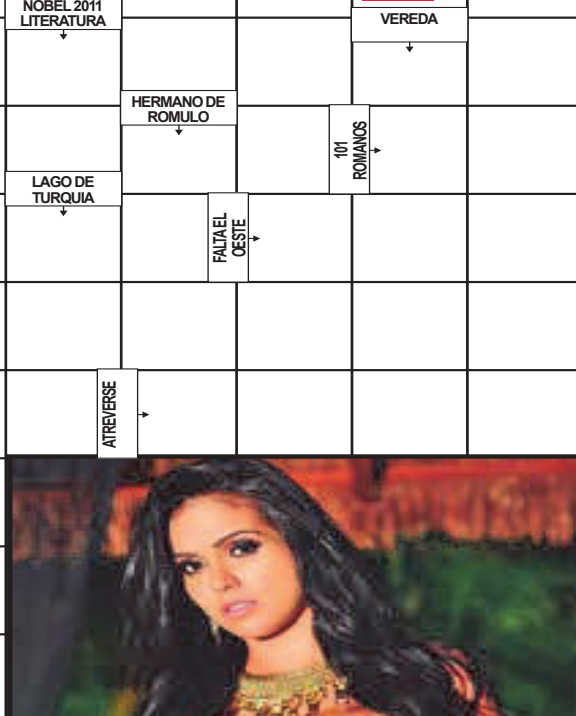 NOBEL 2011
LITERATURA
VEREDA
HERMANO DE
ROMULO
101
ROMANOS
LAGO DE
TURQUIA
FALTA EL
OESTE
ATREVERSE